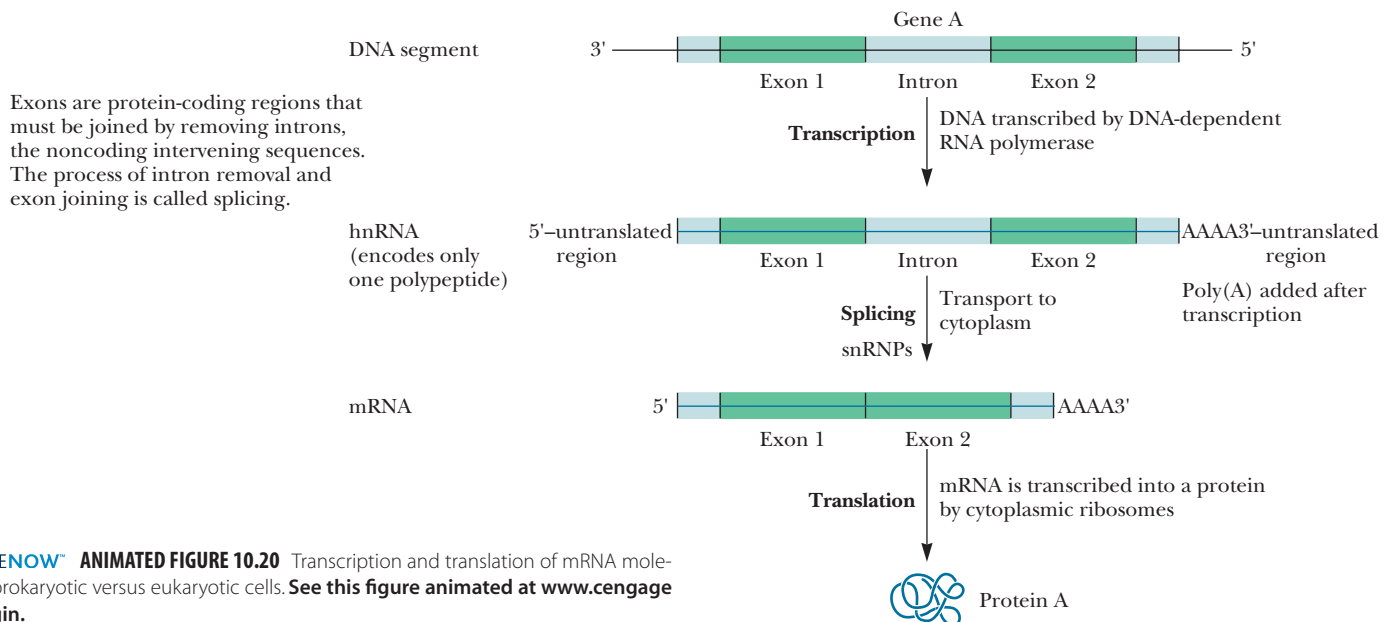 Gene A
DNA segment 3' 5'
Exon 1 Intron Exon 2
Exons are protein-coding regions that
must be joined by removing introns,
the noncoding intervening sequences.
The process of intron removal and
exon joining is called splicing.
Transcription DNA transcribed by DNA-dependent
RNA polymerase
hnRNA
(encodes only
one polypeptide)
5'–untranslated
region
AAAA3'–untranslated
region
Exon 1 Intron Exon 2
Poly(A) added after
transcription
Splicing
snRNPs
Transport to
cytoplasm
mRNA 5' AAAA3'
Exon 1 Exon 2
Translation mRNA is transcribed into a protein
by cytoplasmic ribosomes
Protein A
ENOW™ ANIMATED FIGURE 10.20 Transcription and translation of mRNA mole-
prokaryotic versus eukaryotic cells. See this figure animated at www.cengage
gin.